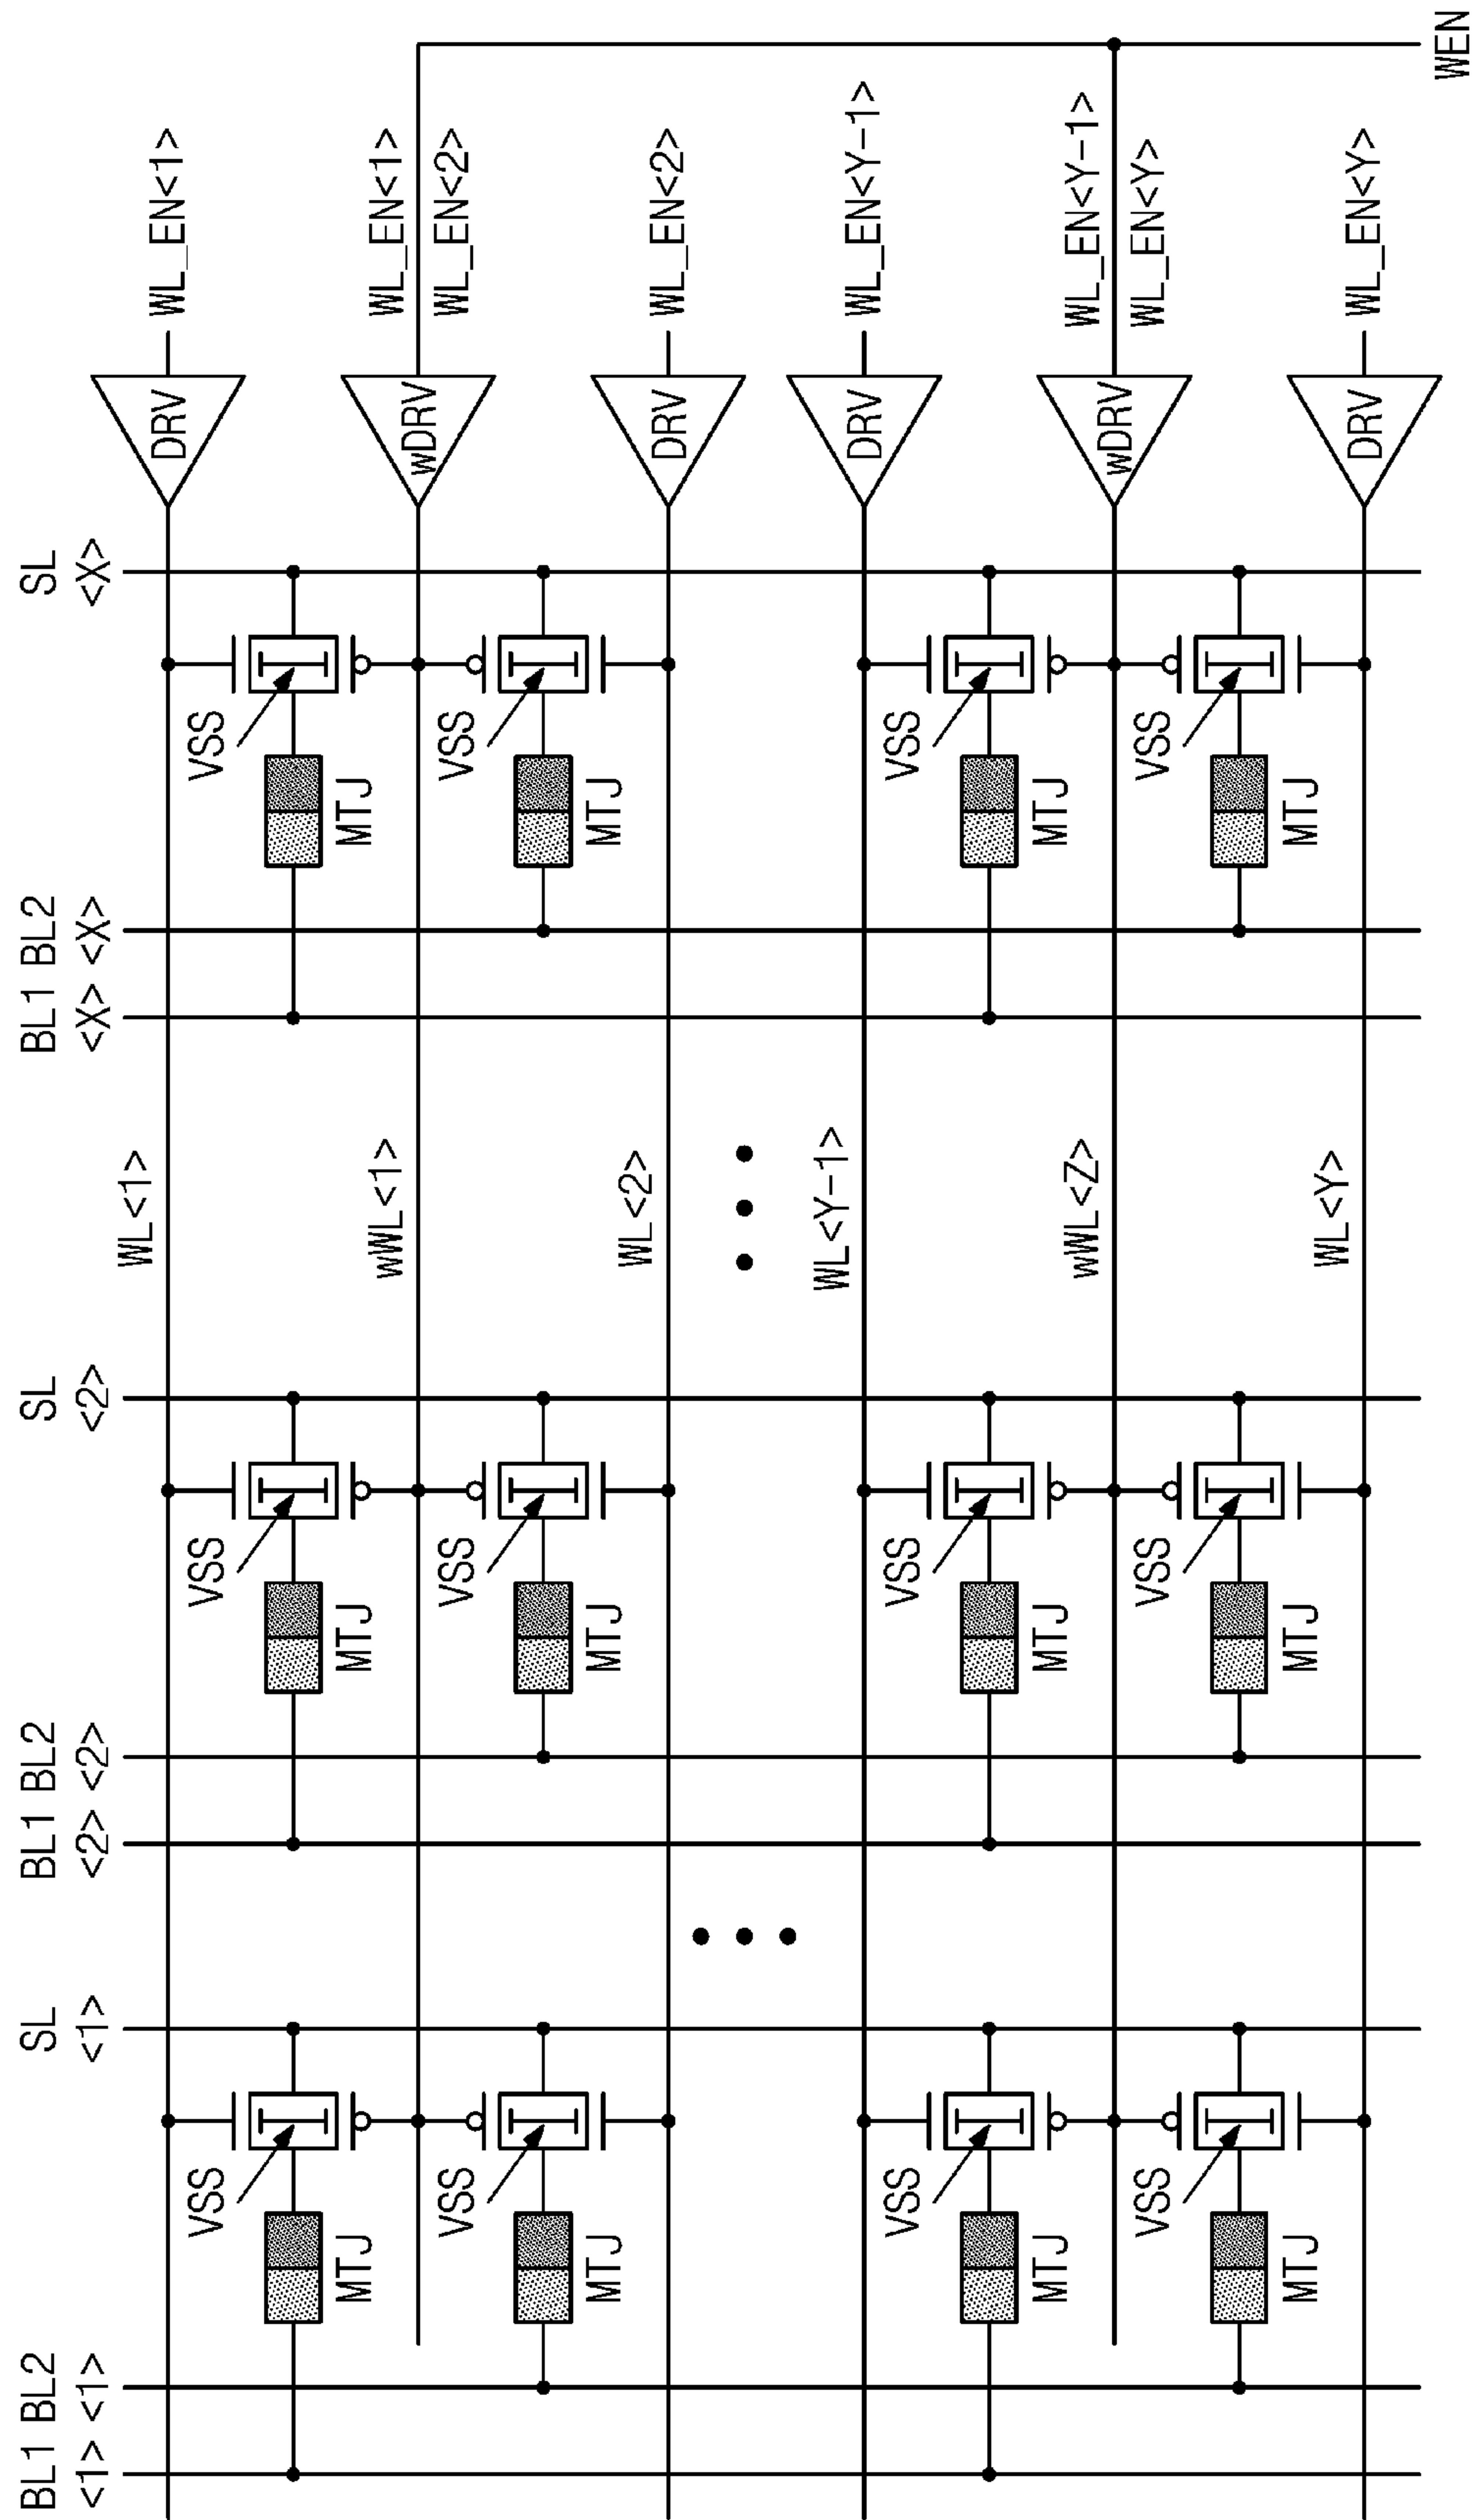 BL1 BL2 SL BL1 BL2 SL BL1 BL2 SL
<1> <1> <1> <2> <2> <2> <X> <X> <X>
WL<1>
DRV WL_EN<1>
VSS VSS VSS
MTJ MTJ MTJ
wWL<1> WL_EN<1>
wDRV
VSS VSS VSS WL_EN<2>
MTJ MTJ MTJ
WL<2>
DRV WL_EN<2>
WL<Y-1>
DRV WL_EN<Y-1>
VSS VSS VSS
MTJ MTJ MTJ
wWL<Z> WL_EN<Y-1>
wDRV
VSS VSS VSS WL_EN<Y>
MTJ MTJ MTJ
WL<Y>
DRV WL_EN<Y>
WEN